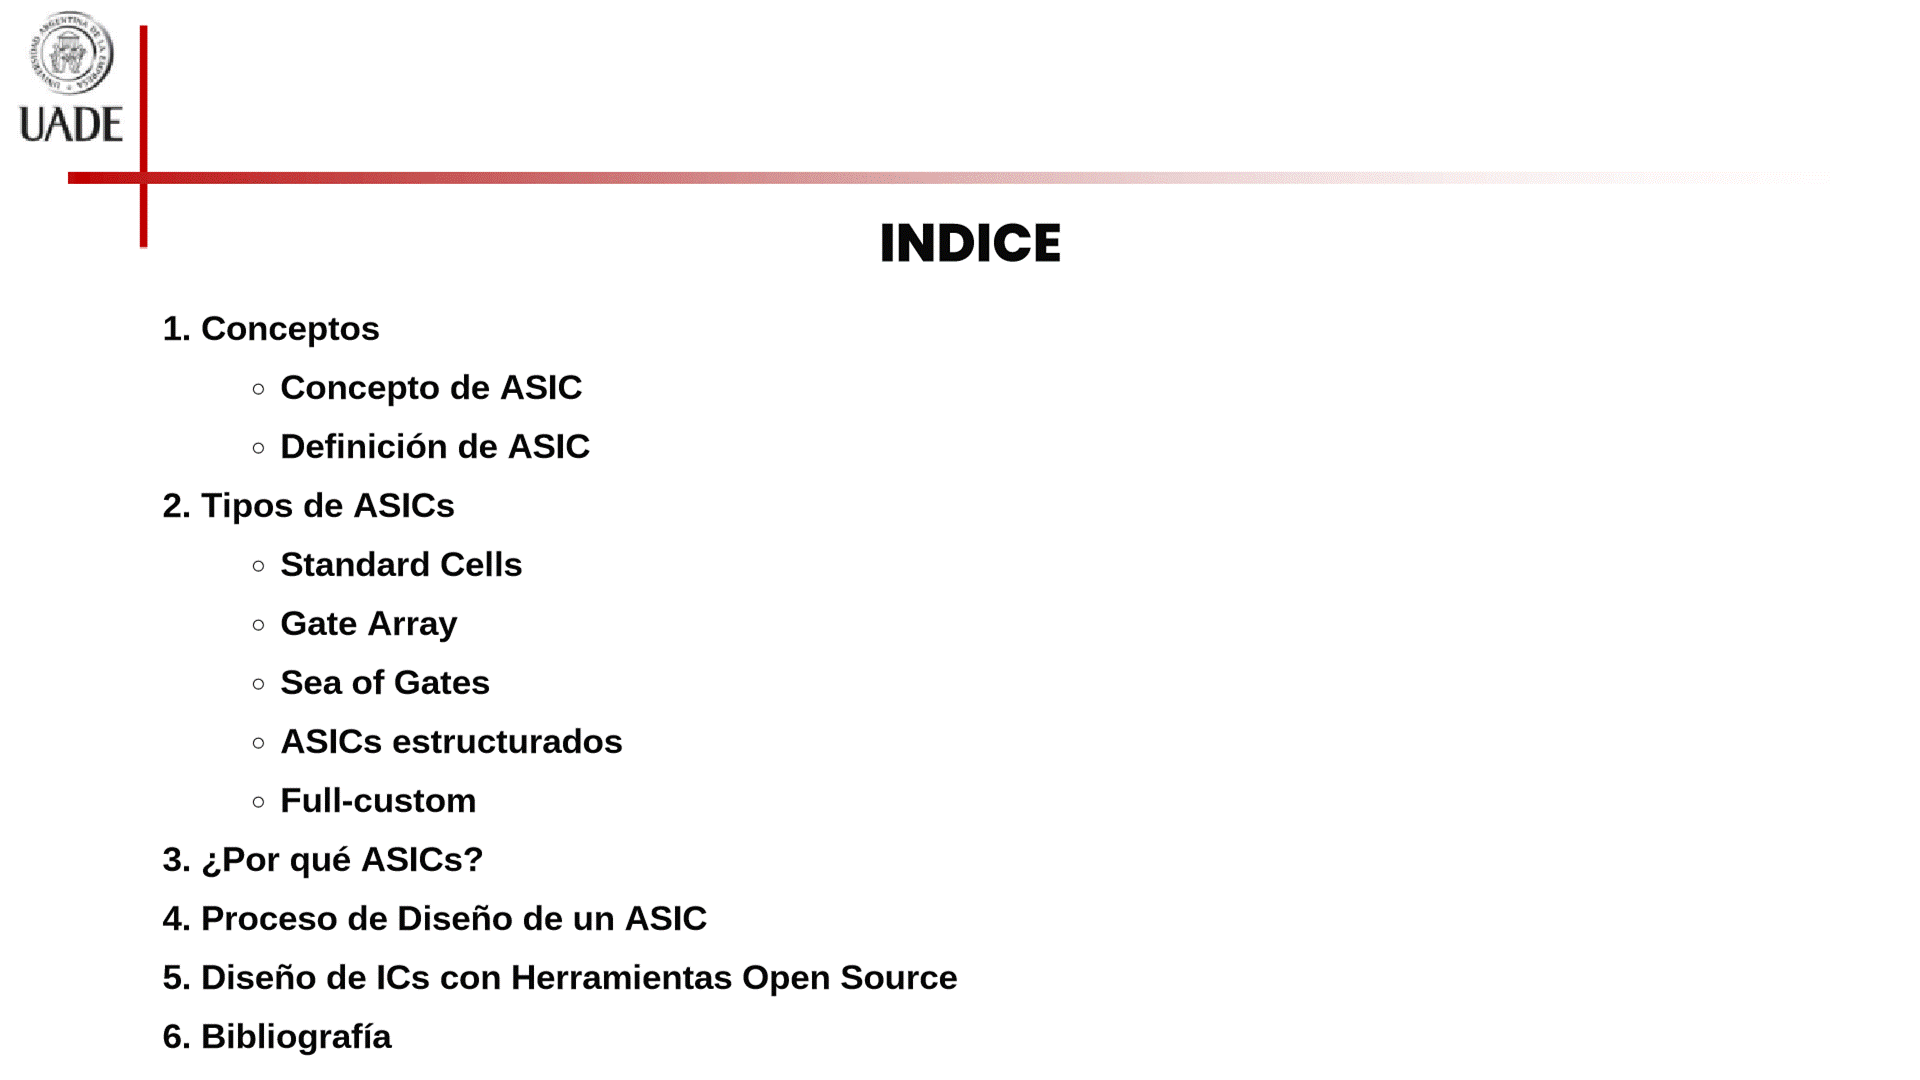 UNIVERSIDAD ARGENTINA DE LA EMPRESA
UADE
INDICE
1. Conceptos
Concepto de ASIC
Definición de ASIC
2. Tipos de ASICs
Standard Cells
Gate Array
Sea of Gates
ASICs estructurados
Full-custom
3. ¿Por qué ASICs?
4. Proceso de Diseño de un ASIC
5. Diseño de ICs con Herramientas Open Source
6. Bibliografía